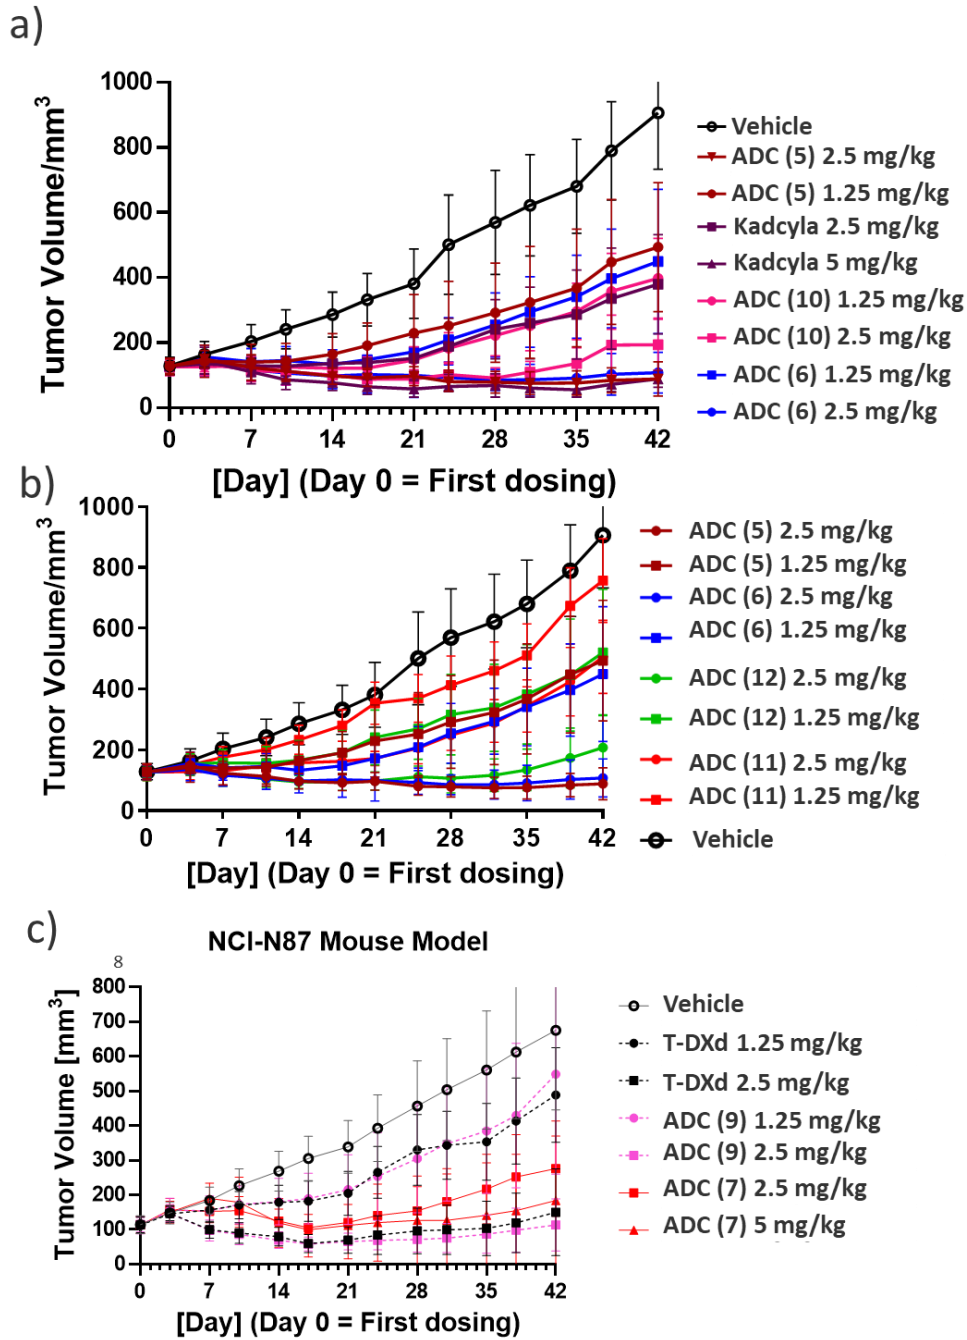 a)
Tumor Volume/mm3
1000
800
600
400
200
0
0 7 14 21 28 35 42
[Day] (Day 0 = First dosing)
Vehicle
ADC (5) 2.5 mg/kg
ADC (5) 1.25 mg/kg
Kadcyla 2.5 mg/kg
Kadcyla 5 mg/kg
ADC (10) 1.25 mg/kg
ADC (10) 2.5 mg/kg
ADC (6) 1.25 mg/kg
ADC (6) 2.5 mg/kg
b)
Tumor Volume/mm3
1000
800
600
400
200
0
0 7 14 21 28 35 42
[Day] (Day 0 = First dosing)
ADC (5) 2.5 mg/kg
ADC (5) 1.25 mg/kg
ADC (6) 2.5 mg/kg
ADC (6) 1.25 mg/kg
ADC (12) 2.5 mg/kg
ADC (12) 1.25 mg/kg
ADC (11) 2.5 mg/kg
ADC (11) 1.25 mg/kg
Vehicle
c)
NCI-N87 Mouse Model
8
Tumor Volume [mm3]
800
700
600
500
400
300
200
100
0
0 7 14 21 28 35 42
[Day] (Day 0 = First dosing)
Vehicle
T-DXd 1.25 mg/kg
T-DXd 2.5 mg/kg
ADC (9) 1.25 mg/kg
ADC (9) 2.5 mg/kg
ADC (7) 2.5 mg/kg
ADC (7) 5 mg/kg